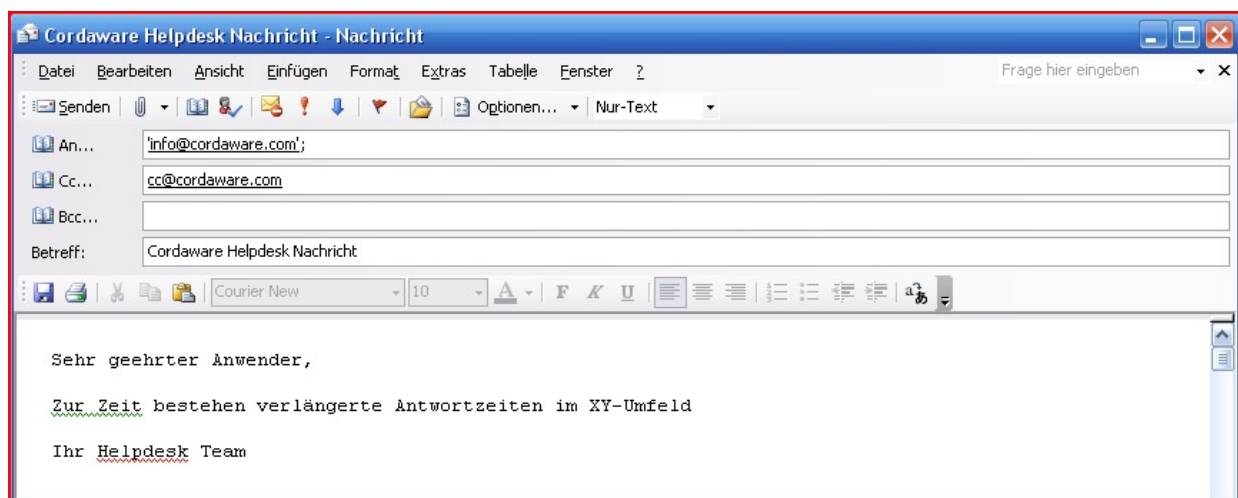 Cordaware Helpdesk Nachricht - Nachricht
Datei Bearbeiten Ansicht Einfügen Format Extras Tabelle Fenster ? Frage hier eingeben
Senden Optionen... Nur-Text
An... 'info@cordaware.com';
Cc... cc@cordaware.com
Bcc...
Betreff: Cordaware Helpdesk Nachricht
Courier New 10 A F K U
Sehr geehrter Anwender,
Zur Zeit bestehen verlängerte Antwortzeiten im XY-Umfeld
Ihr Helpdesk Team